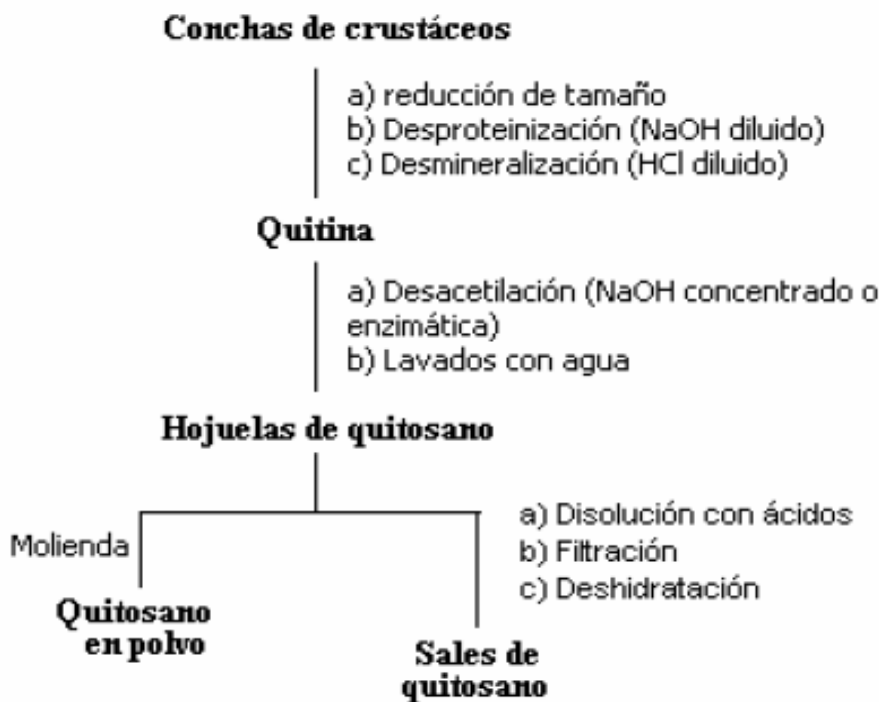 Conchas de crustáceos
a) reducción de tamaño
b) Desproteinización (NaOH diluido)
c) Desmineralización (HCl diluido)
Quitina
a) Desacetilación (NaOH concentrado o
enzimática)
b) Lavados con agua
Hojuelas de quitosano
Molienda
Quitosano
en polvo
a) Disolución con ácidos
b) Filtración
c) Deshidratación
Sales de
quitosano